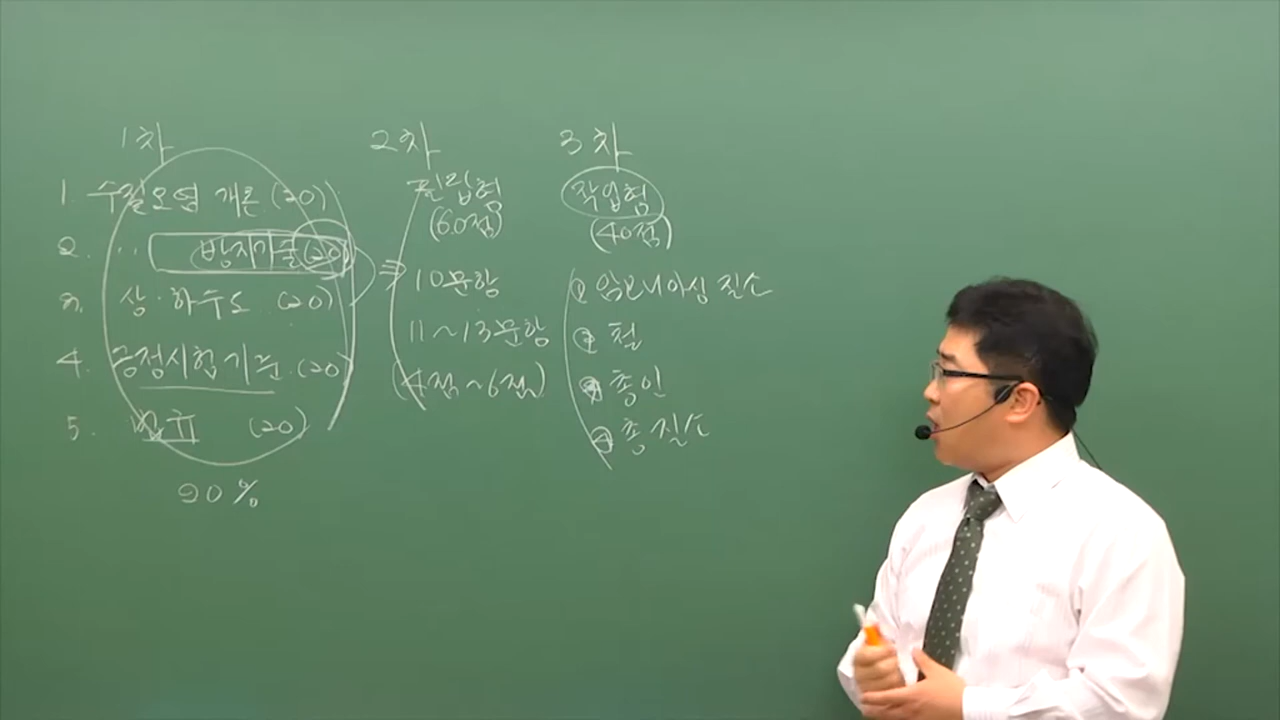 1차
1. 수질오염 개론 (20)
2. 〃 방지기술 (20)
3. 상·하수도 (20)
4. 공정시험기준 (20)
5. 법규 (20)
90%
2차
필답형
(60점)
10문항
11~13문항
(4점~6점)
3차
작업형
(40점)
① 암모니아성 질소
② 철
③ 총인
④ 총질소